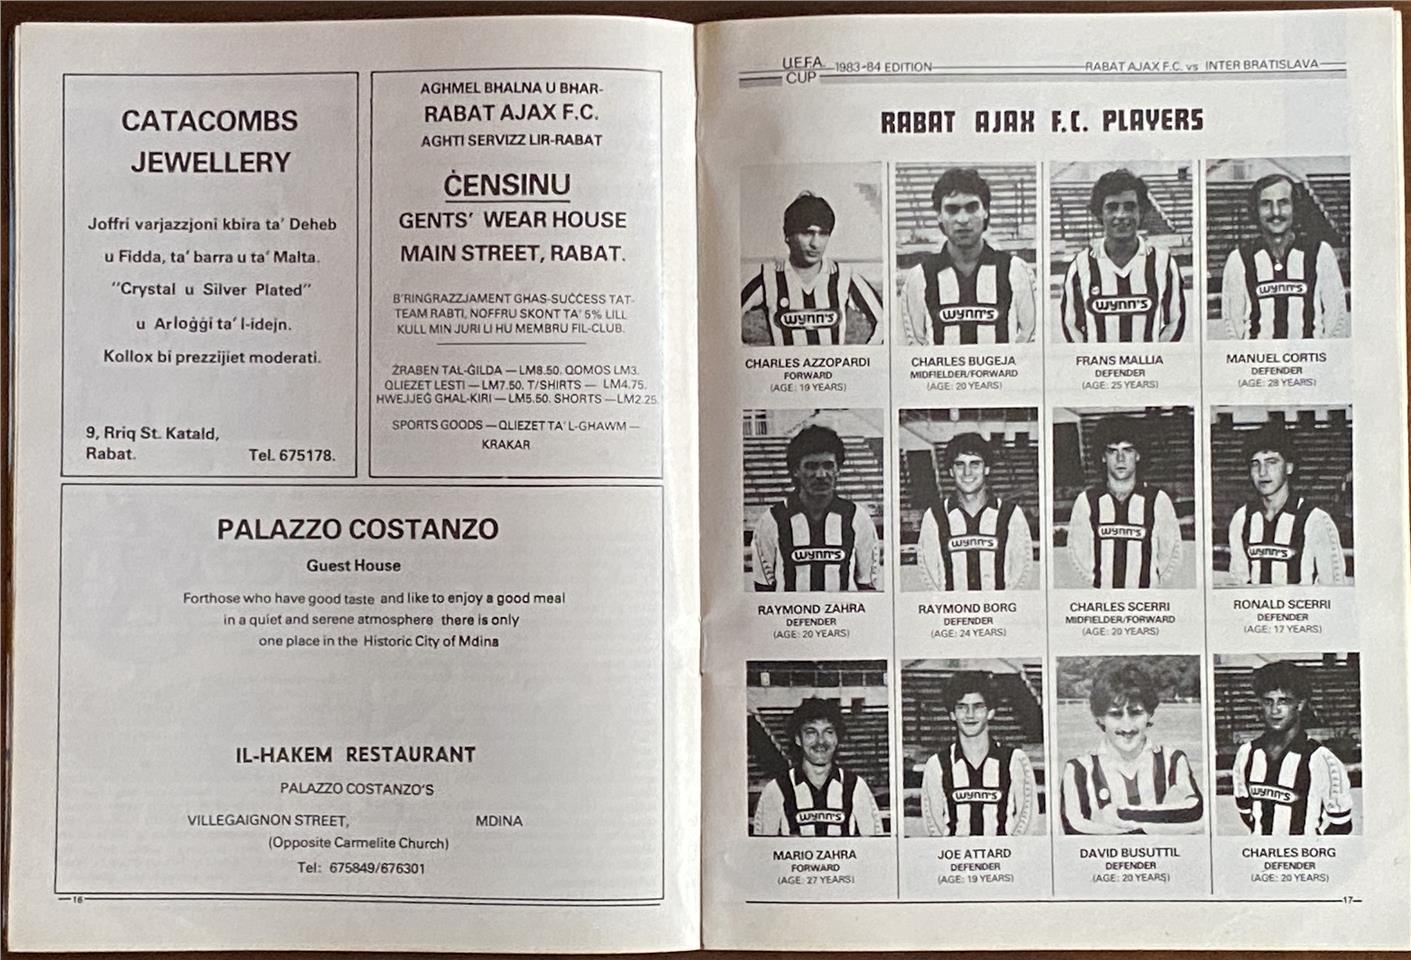 CATACOMBS
JEWELLERY
Joffri varjazzjoni kbira ta' Deheb
u Fidda, ta' barra u ta' Malta.
"Crystal u Silver Plated"
u Arloġġi ta' l-idejn.
Kollox bi prezzijiet moderati.
9, Rriq St. Katald,
Rabat. Tel. 675178.
AGHMEL BHALNA U BHAR-
RABAT AJAX F.C.
AGHTI SERVIZZ LIR-RABAT
ĊENSINU
GENTS' WEAR HOUSE
MAIN STREET, RABAT.
B'RINGRAZZJAMENT GHAS-SUĊĊESS TAT-
TEAM RABTI, NOFFRU SKONT TA' 5% LILL
KULL MIN JURI LI HU MEMBRU FIL-CLUB.
ŻRABEN TAL-ĠILDA — LM8.50. QOMOS LM3.
QLIEZET LESTI — LM7.50. T/SHIRTS — LM4.75.
HWEJJEĠ GHAL-KIRI — LM5.50. SHORTS — LM2.25.
SPORTS GOODS — QLIEZET TA' L-GHAWM —
KRAKAR
PALAZZO COSTANZO
Guest House
Forthose who have good taste and like to enjoy a good meal
in a quiet and serene atmosphere there is only
one place in the Historic City of Mdina
IL-HAKEM RESTAURANT
PALAZZO COSTANZO'S
VILLEGAIGNON STREET, MDINA
(Opposite Carmelite Church)
Tel: 675849/676301
16
U.E.F.A. CUP 1983-84 EDITION RABAT AJAX F.C. vs INTER BRATISLAVA
RABAT AJAX F.C. PLAYERS
wynn's wynn's wynn's wynn's
CHARLES AZZOPARDI
FORWARD
(AGE: 19 YEARS)
CHARLES BUGEJA
MIDFIELDER/FORWARD
(AGE: 20 YEARS)
FRANS MALLIA
DEFENDER
(AGE: 25 YEARS)
MANUEL CORTIS
DEFENDER
(AGE: 28 YEARS)
wynn's wynn's wynn's wynn's
RAYMOND ZAHRA
DEFENDER
(AGE: 20 YEARS)
RAYMOND BORG
DEFENDER
(AGE: 24 YEARS)
CHARLES SCERRI
MIDFIELDER/FORWARD
(AGE: 20 YEARS)
RONALD SCERRI
DEFENDER
(AGE: 17 YEARS)
wynn's wynn's wynn's
MARIO ZAHRA
FORWARD
(AGE: 27 YEARS)
JOE ATTARD
DEFENDER
(AGE: 19 YEARS)
DAVID BUSUTTIL
DEFENDER
(AGE: 20 YEARS)
CHARLES BORG
DEFENDER
(AGE: 20 YEARS)
17